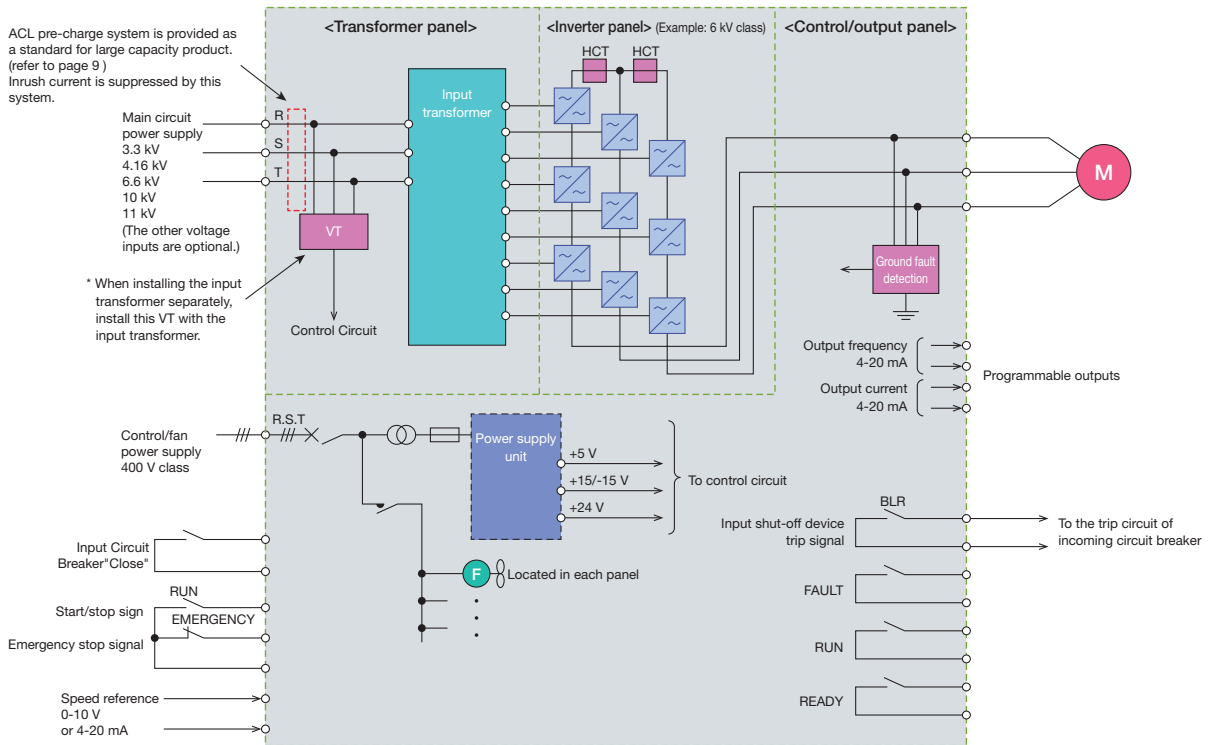 ACL pre-charge system is provided as
a standard for large capacity product.
(refer to page 9 )
Inrush current is suppressed by this
system.
<Transformer panel>
<Inverter panel> (Example: 6 kV class)
<Control/output panel>
HCT
HCT
Input
transformer
Main circuit
power supply
3.3 kV
4.16 kV
6.6 kV
10 kV
11 kV
(The other voltage
inputs are optional.)
R
S
T
VT
M
* When installing the input
transformer separately,
install this VT with the
input transformer.
Control Circuit
Ground fault
detection
Output frequency
4-20 mA
Output current
4-20 mA
Programmable outputs
Control/fan
power supply
400 V class
R.S.T
Power supply
unit
+5 V
+15/-15 V
+24 V
To control circuit
BLR
Input shut-off device
trip signal
To the trip circuit of
incoming circuit breaker
Input Circuit
Breaker"Close"
F
Located in each panel
FAULT
RUN
Start/stop sign
EMERGENCY
Emergency stop signal
RUN
READY
Speed reference
0-10 V
or 4-20 mA